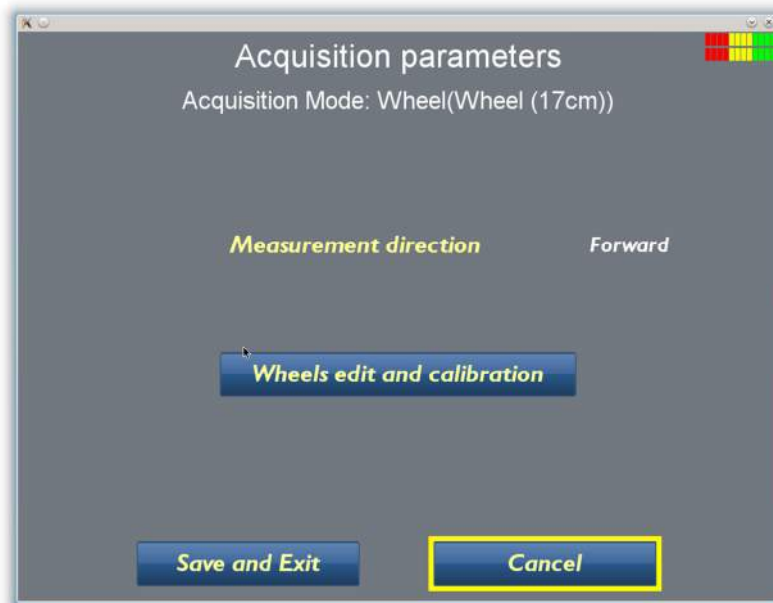 Acquisition parameters
Acquisition Mode: Wheel(Wheel (17cm))
Measurement direction Forward
Wheels edit and calibration
Save and Exit Cancel